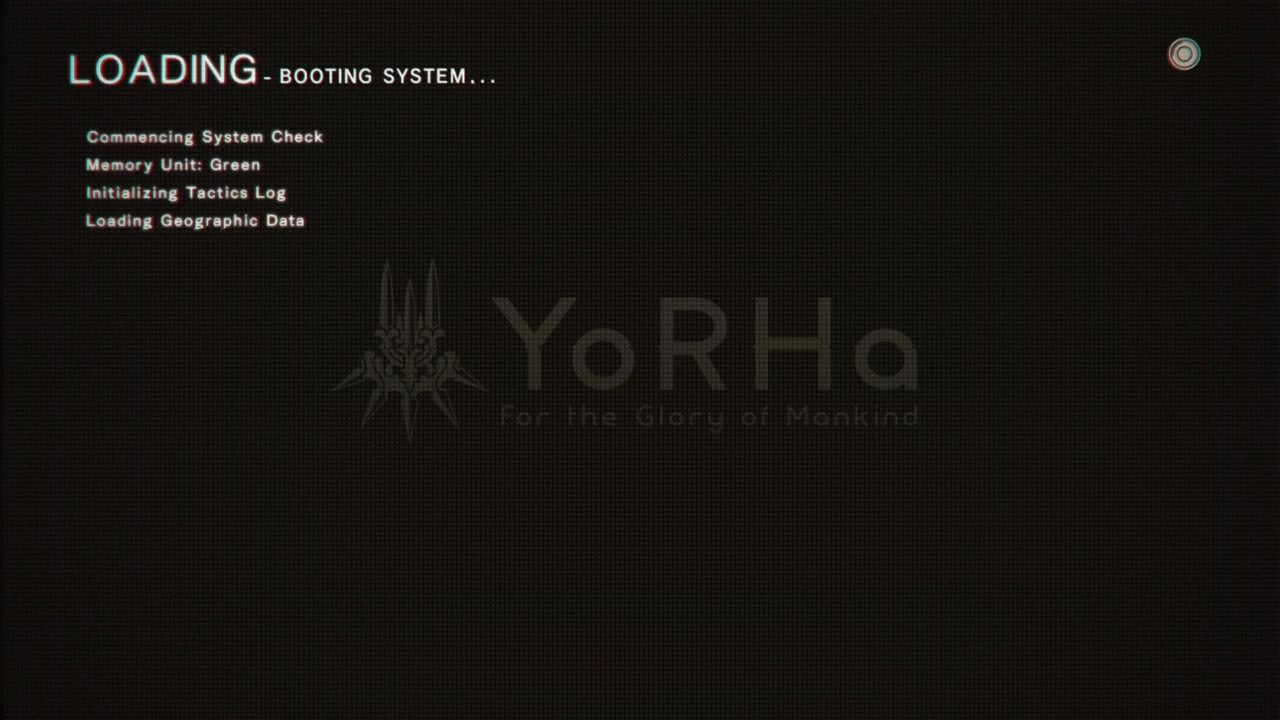 LOADING - BOOTING SYSTEM...
Commencing System Check
Memory Unit: Green
Initializing Tactics Log
Loading Geographic Data
YoRHa
For the Glory of Mankind